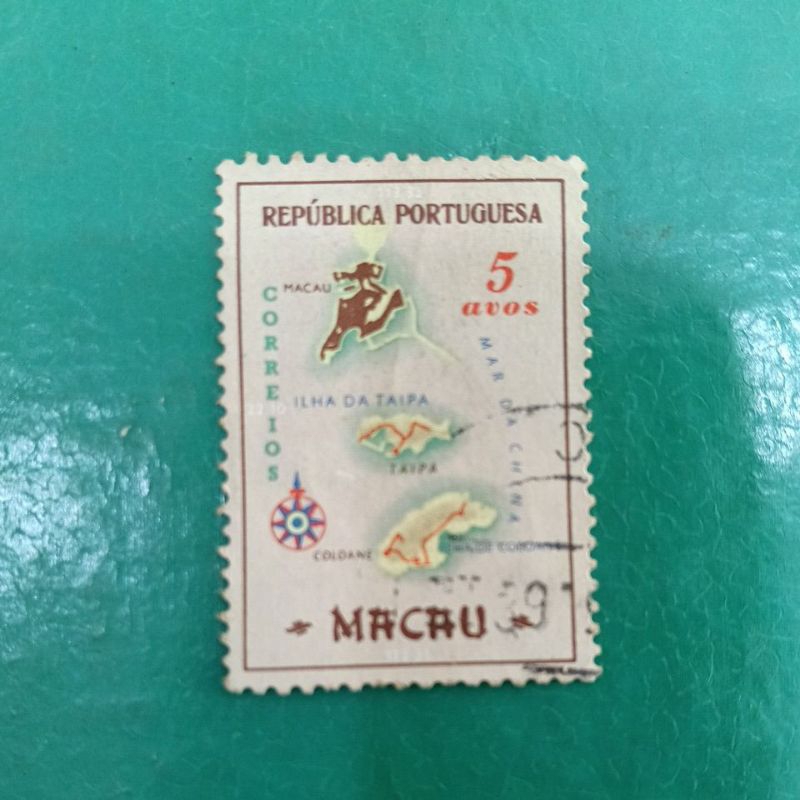 REPÚBLICA PORTUGUESA
5
avos
CORREIOS
MACAU
MAR DA CHINA
ILHA DA TAIPA
TAIPA
COLOANE
MACAU